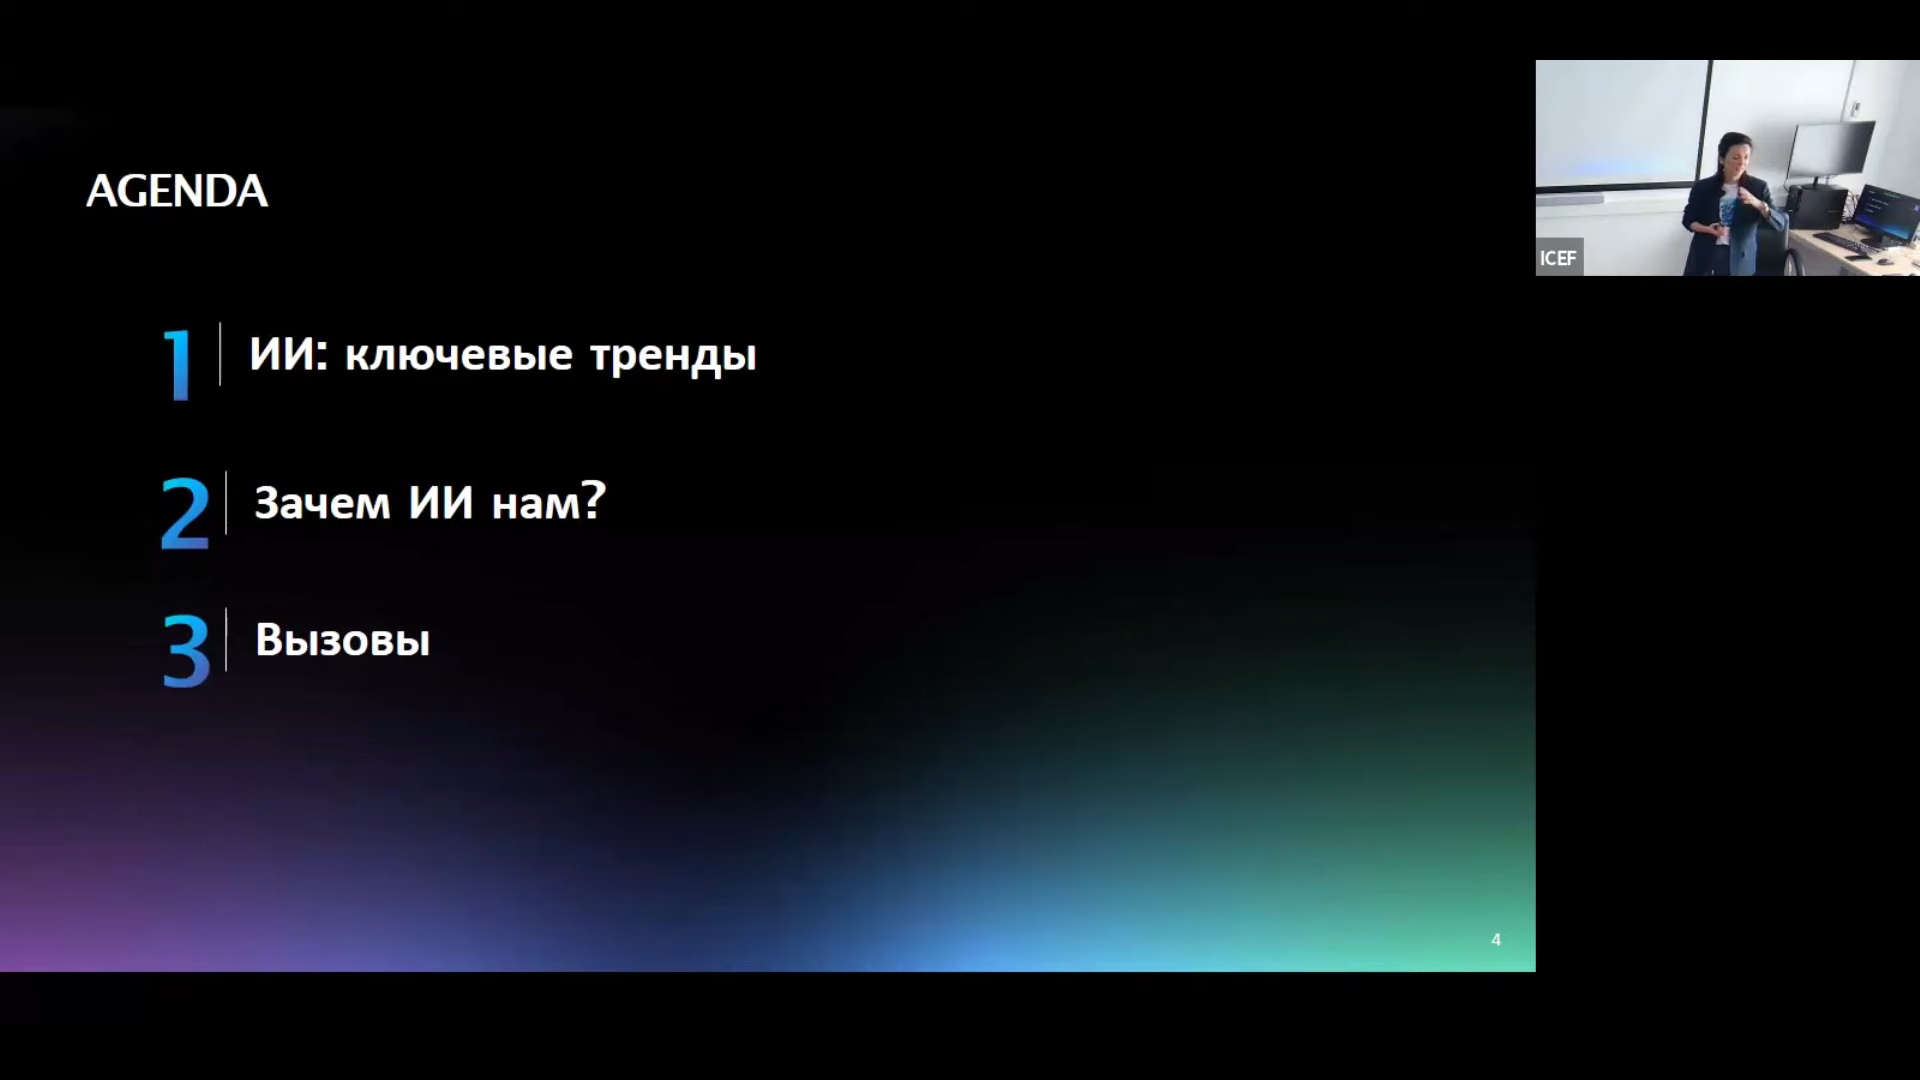 AGENDA
1 ИИ: ключевые тренды
2 Зачем ИИ нам?
3 Вызовы
4
ICEF